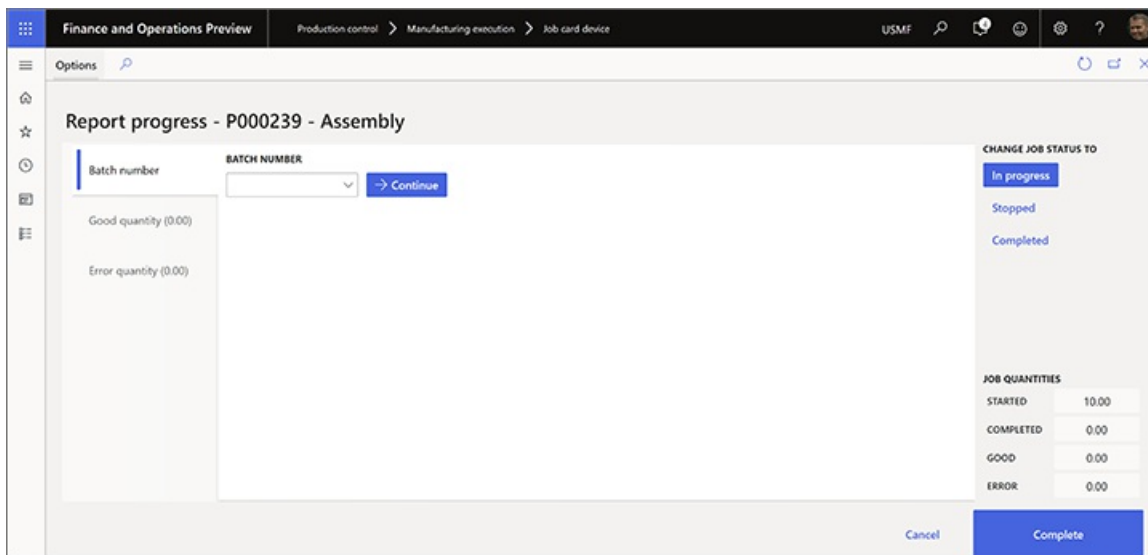 Finance and Operations Preview Production control Manufacturing execution Job card device USMF 4 ?
Options
Report progress - P000239 - Assembly
Batch number
Good quantity (0.00)
Error quantity (0.00)
BATCH NUMBER
Continue
CHANGE JOB STATUS TO
In progress
Stopped
Completed
JOB QUANTITIES
STARTED 10.00
COMPLETED 0.00
GOOD 0.00
ERROR 0.00
Cancel Complete